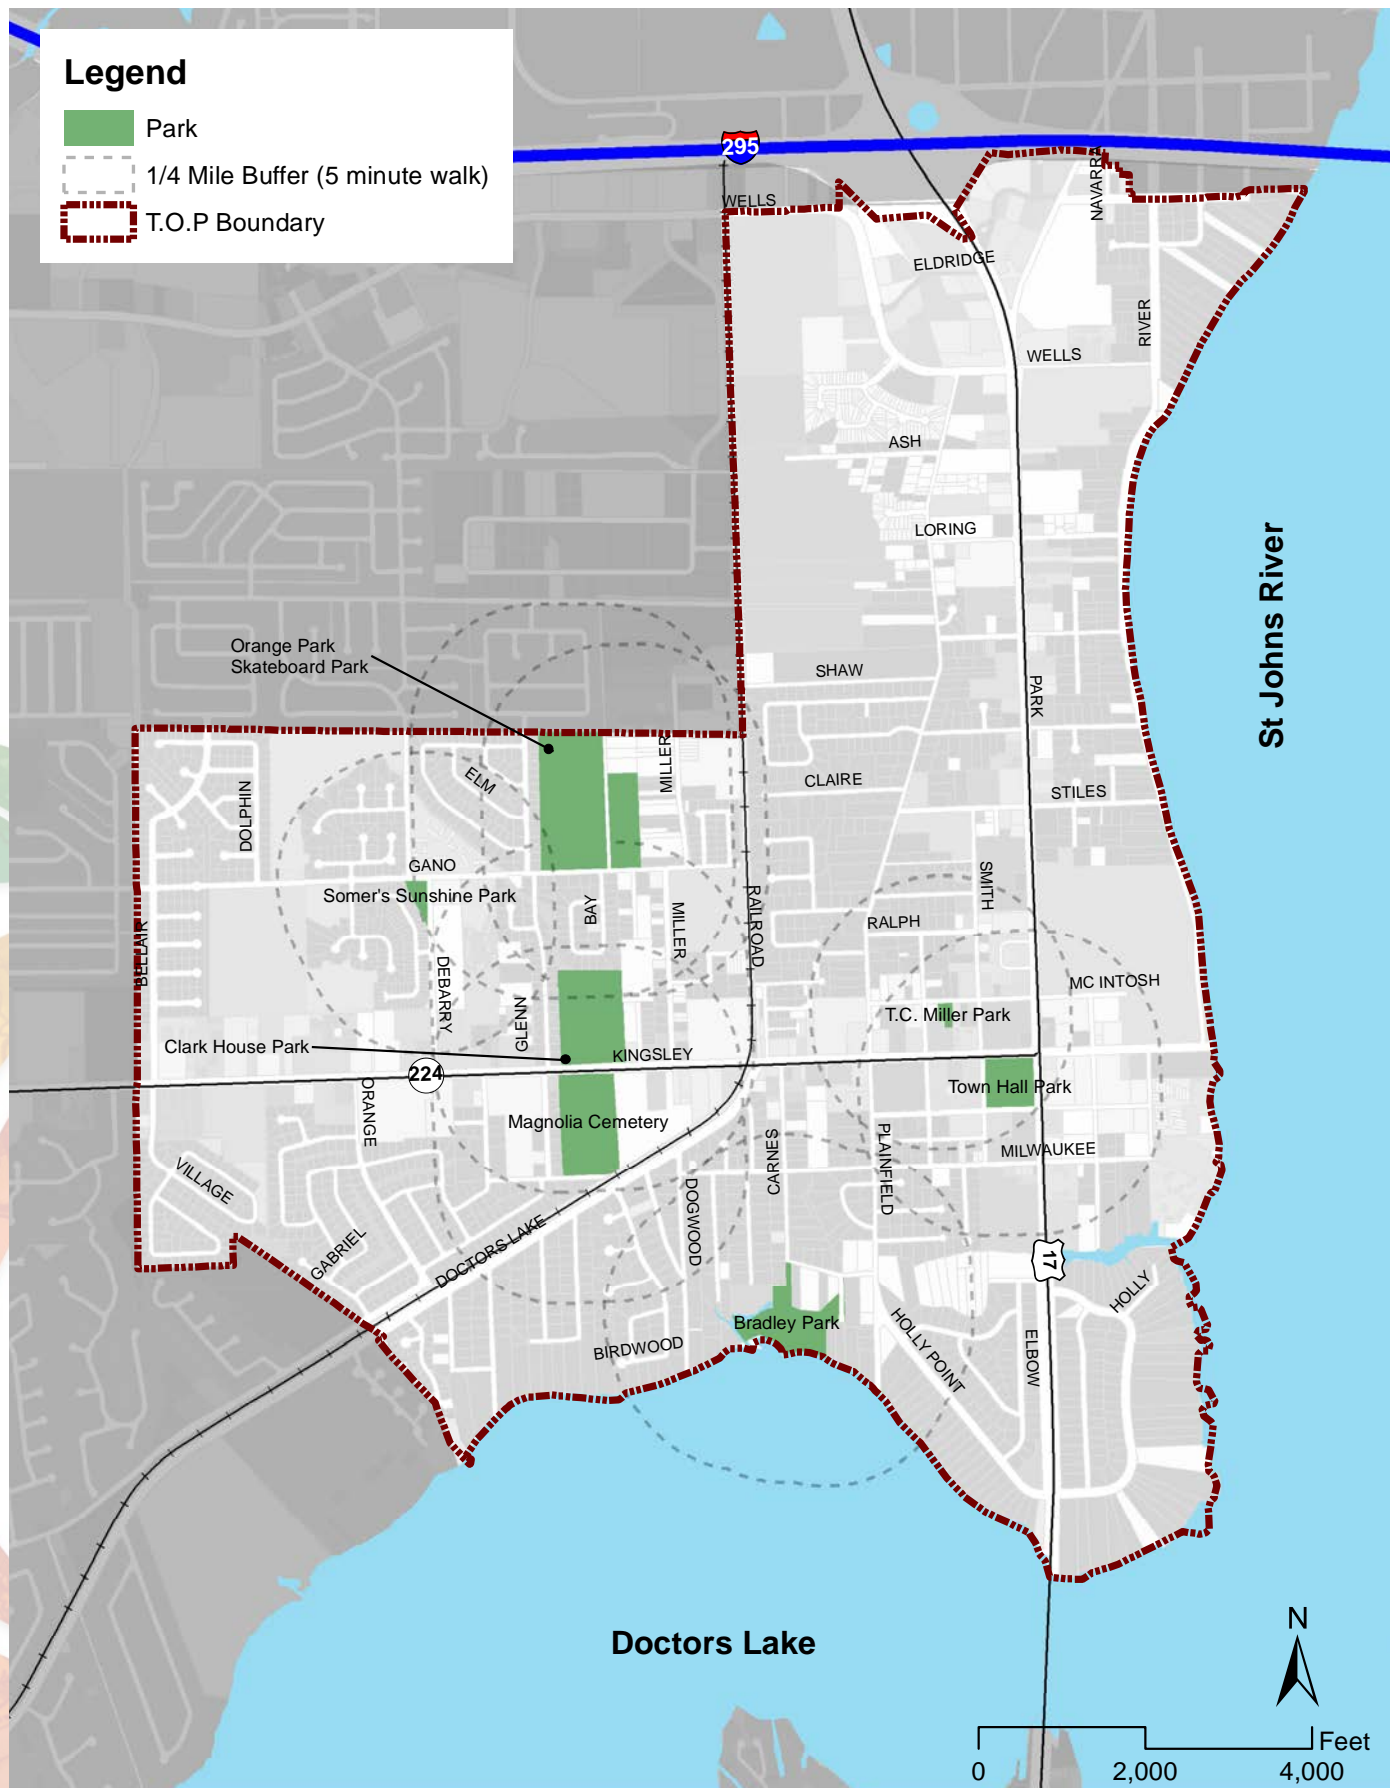 Legend
Park
1/4 Mile Buffer (5 minute walk)
T.O.P Boundary
295
WELLS
NAVARRA
ELDRIDGE
RIVER
WELLS
ASH
LORING
St Johns River
Orange Park
Skateboard Park
SHAW
PARK
MILLER
ELM
CLAIRE
DOLPHIN
STILES
GANO
SMITH
Somer's Sunshine Park
BAY
RAILROAD
RALPH
MILLER
BELLAIR
DEBARRY
MC INTOSH
GLENN
T.C. Miller Park
Clark House Park
KINGSLEY
224
Town Hall Park
ORANGE
Magnolia Cemetery
PLAINFIELD
CARNES
MILWAUKEE
VILLAGE
DOGWOOD
GABRIEL
DOCTORS LAKE
17
HOLLY
Bradley Park
HOLLY POINT
BIRDWOOD
ELBOW
Doctors Lake
N
Feet
0 2,000 4,000